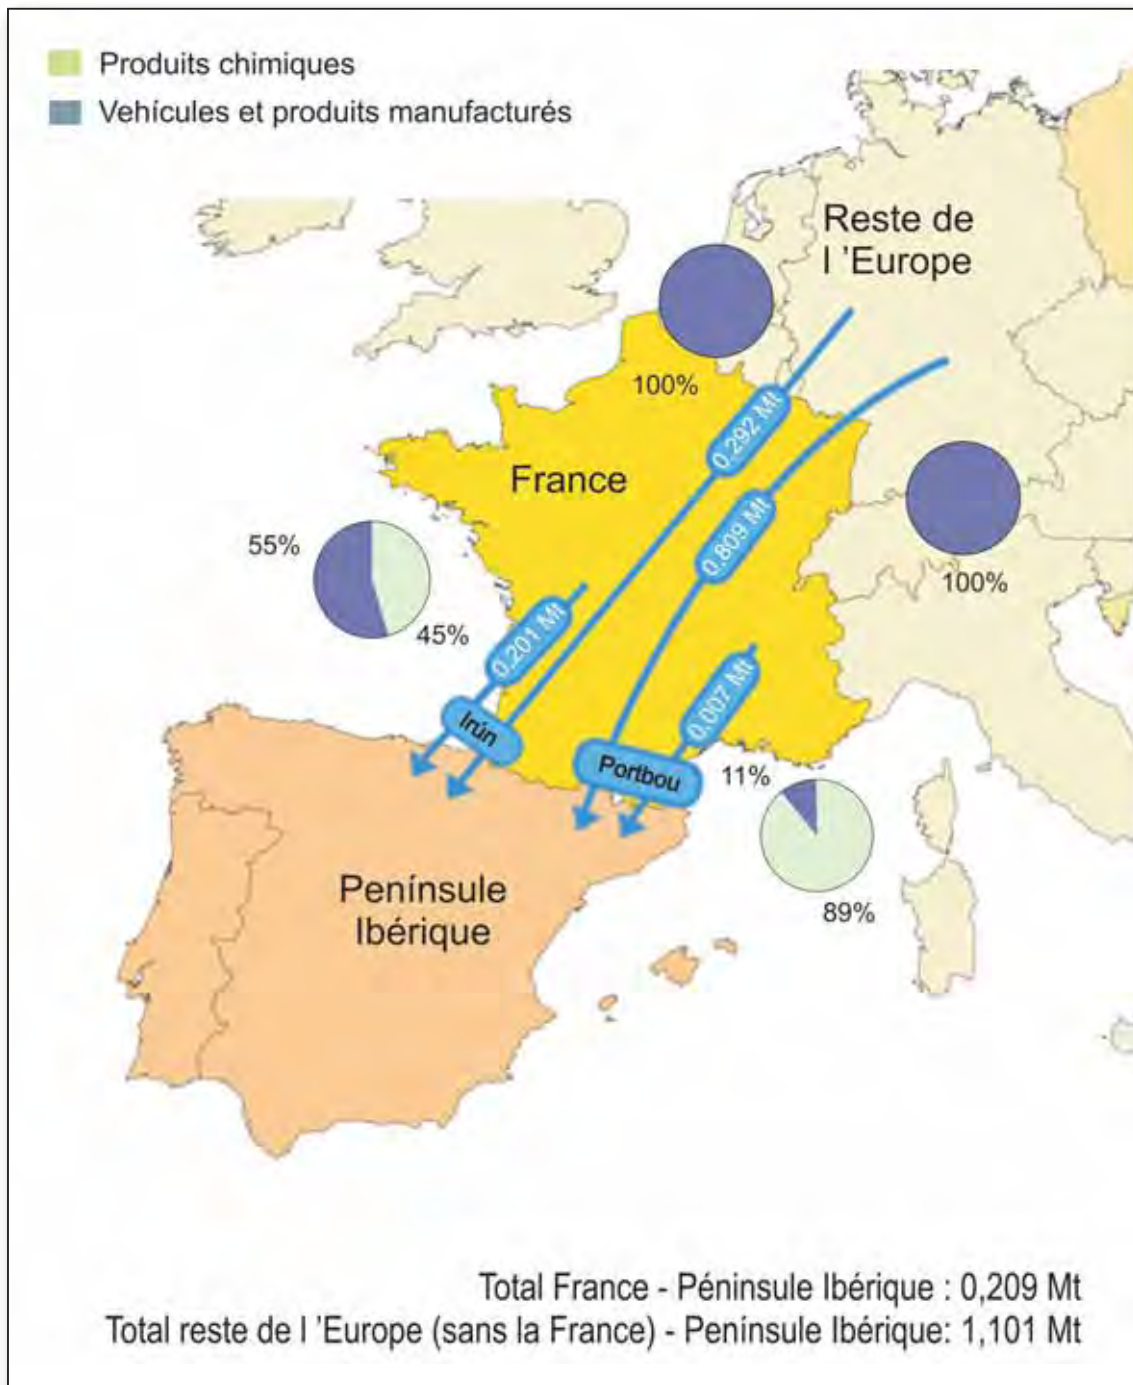 Produits chimiques
Vehícules et produits manufacturés
Reste de
l 'Europe
100%
0,292 Mt
France
0,809 Mt
55%
100%
45%
0,201 Mt
0,007 Mt
Irún
Portbou
11%
Península
Ibérique
89%
Total France - Péninsule Ibérique : 0,209 Mt
Total reste de l 'Europe (sans la France) - Península Ibérique: 1,101 Mt